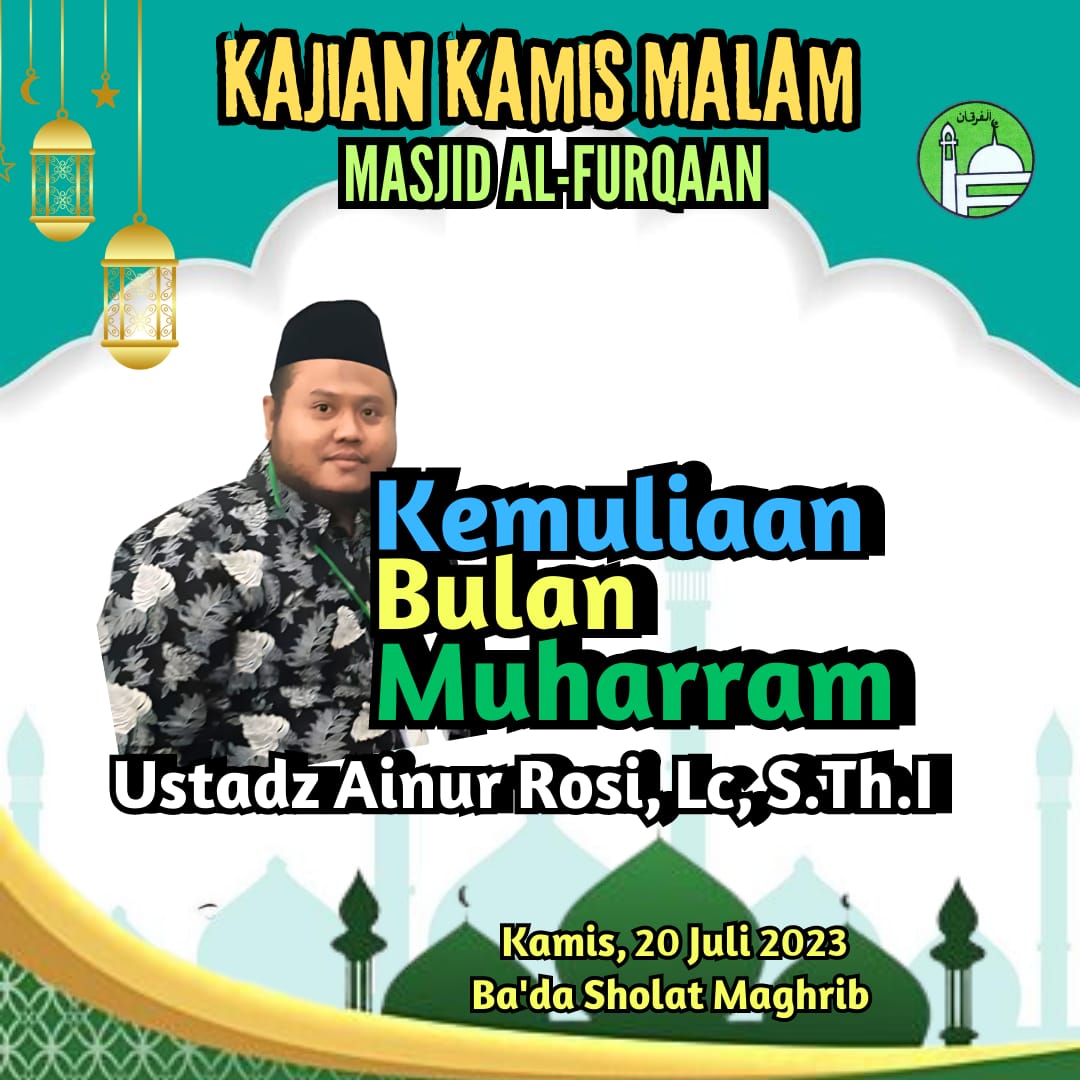 KAJIAN KAMIS MALAM
MASJID AL-FURQAAN
الفرقان
Kemuliaan
Bulan
Muharram
Ustadz Ainur Rosi, Lc, S.Th.I
Kamis, 20 Juli 2023
Ba'da Sholat Maghrib